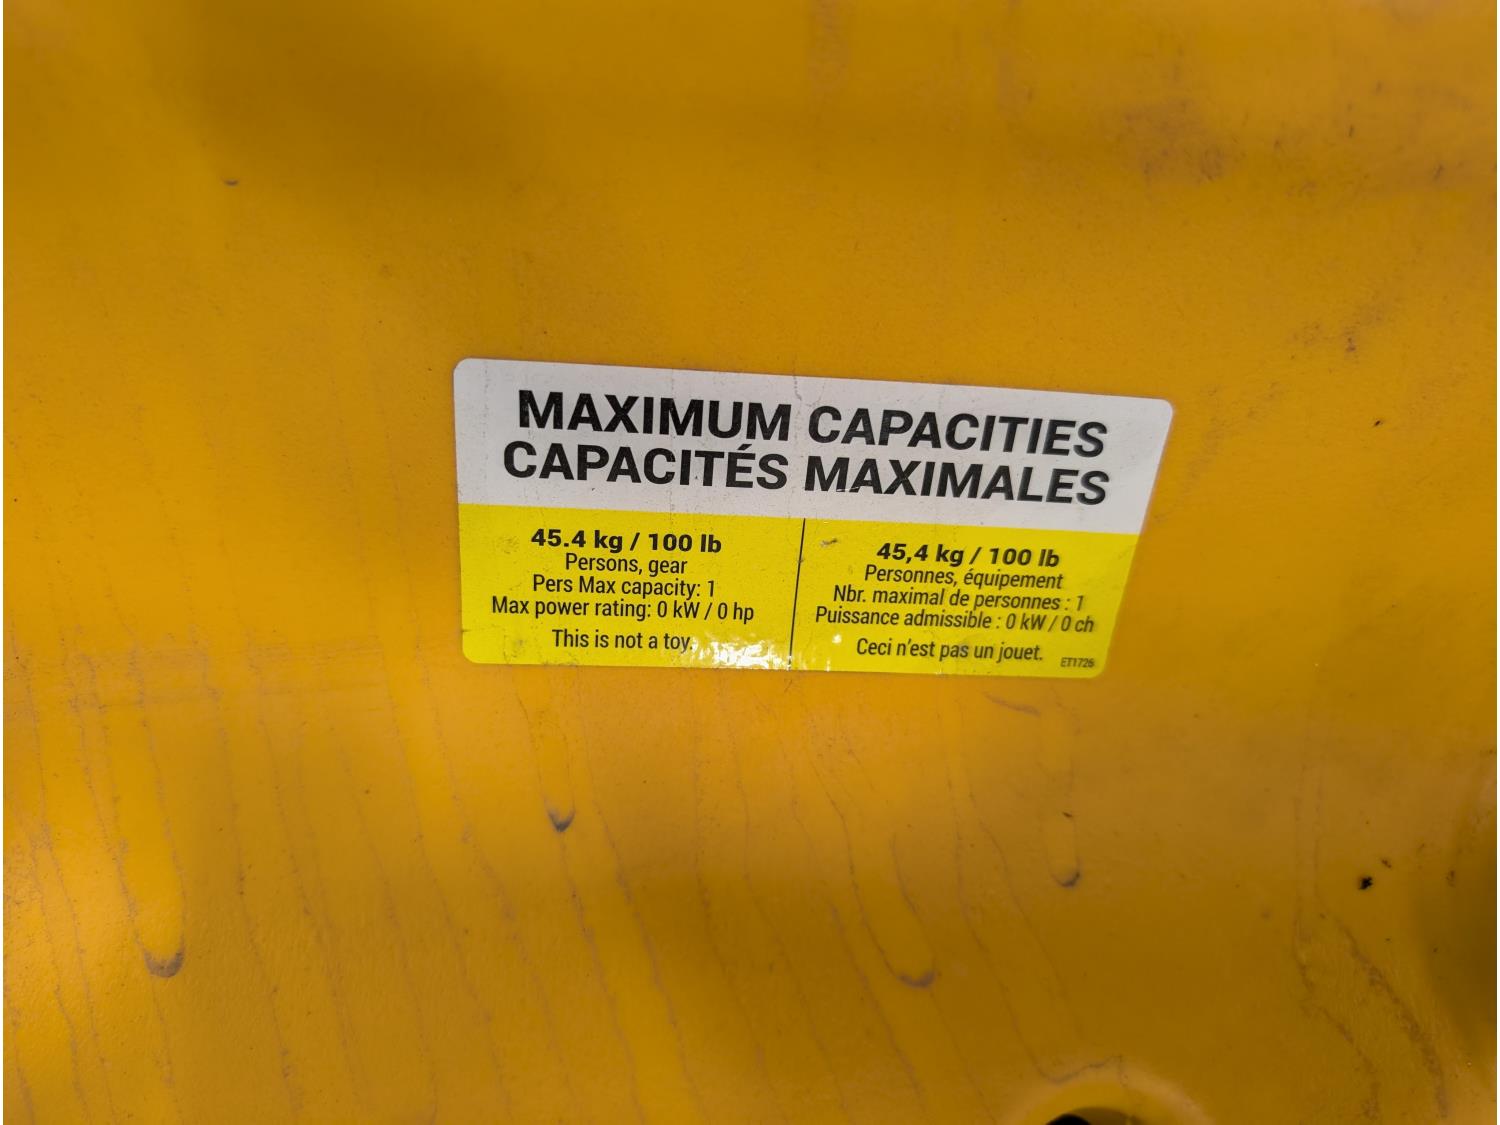 MAXIMUM CAPACITIES
CAPACITÉS MAXIMALES
45.4 kg / 100 lb
Persons, gear
Pers Max capacity: 1
Max power rating: 0 kW / 0 hp
This is not a toy.
45,4 kg / 100 lb
Personnes, équipement
Nbr. maximal de personnes : 1
Puissance admissible : 0 kW / 0 ch
Ceci n'est pas un jouet.
ET1726